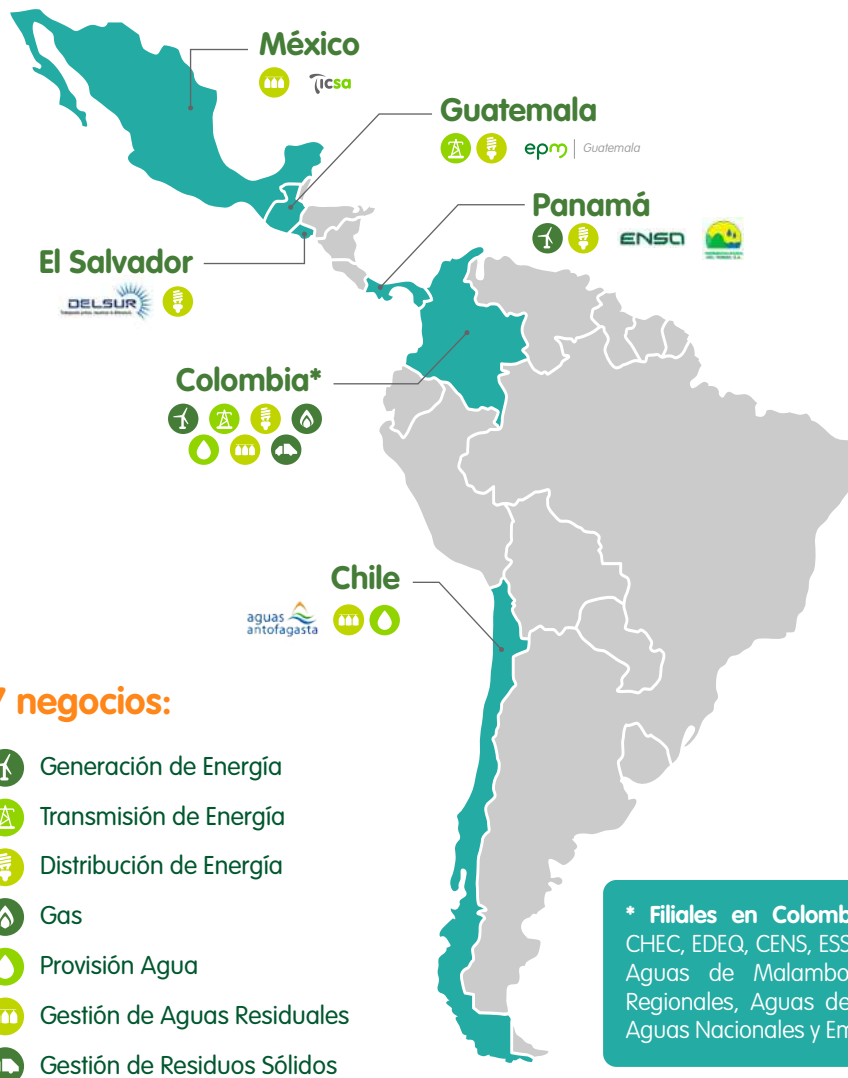 México
Ticsa
Guatemala
epm | Guatemala
Panamá
ENSA
El Salvador
DELSUR
Colombia*
Chile
aguas
antofagasta
7 negocios:
Generación de Energía
Transmisión de Energía
Distribución de Energía
Gas
Provisión Agua
Gestión de Aguas Residuales
Gestión de Residuos Sólidos
* Filiales en Colomb
CHEC, EDEQ, CENS, ESS
Aguas de Malambo
Regionales, Aguas de
Aguas Nacionales y Em